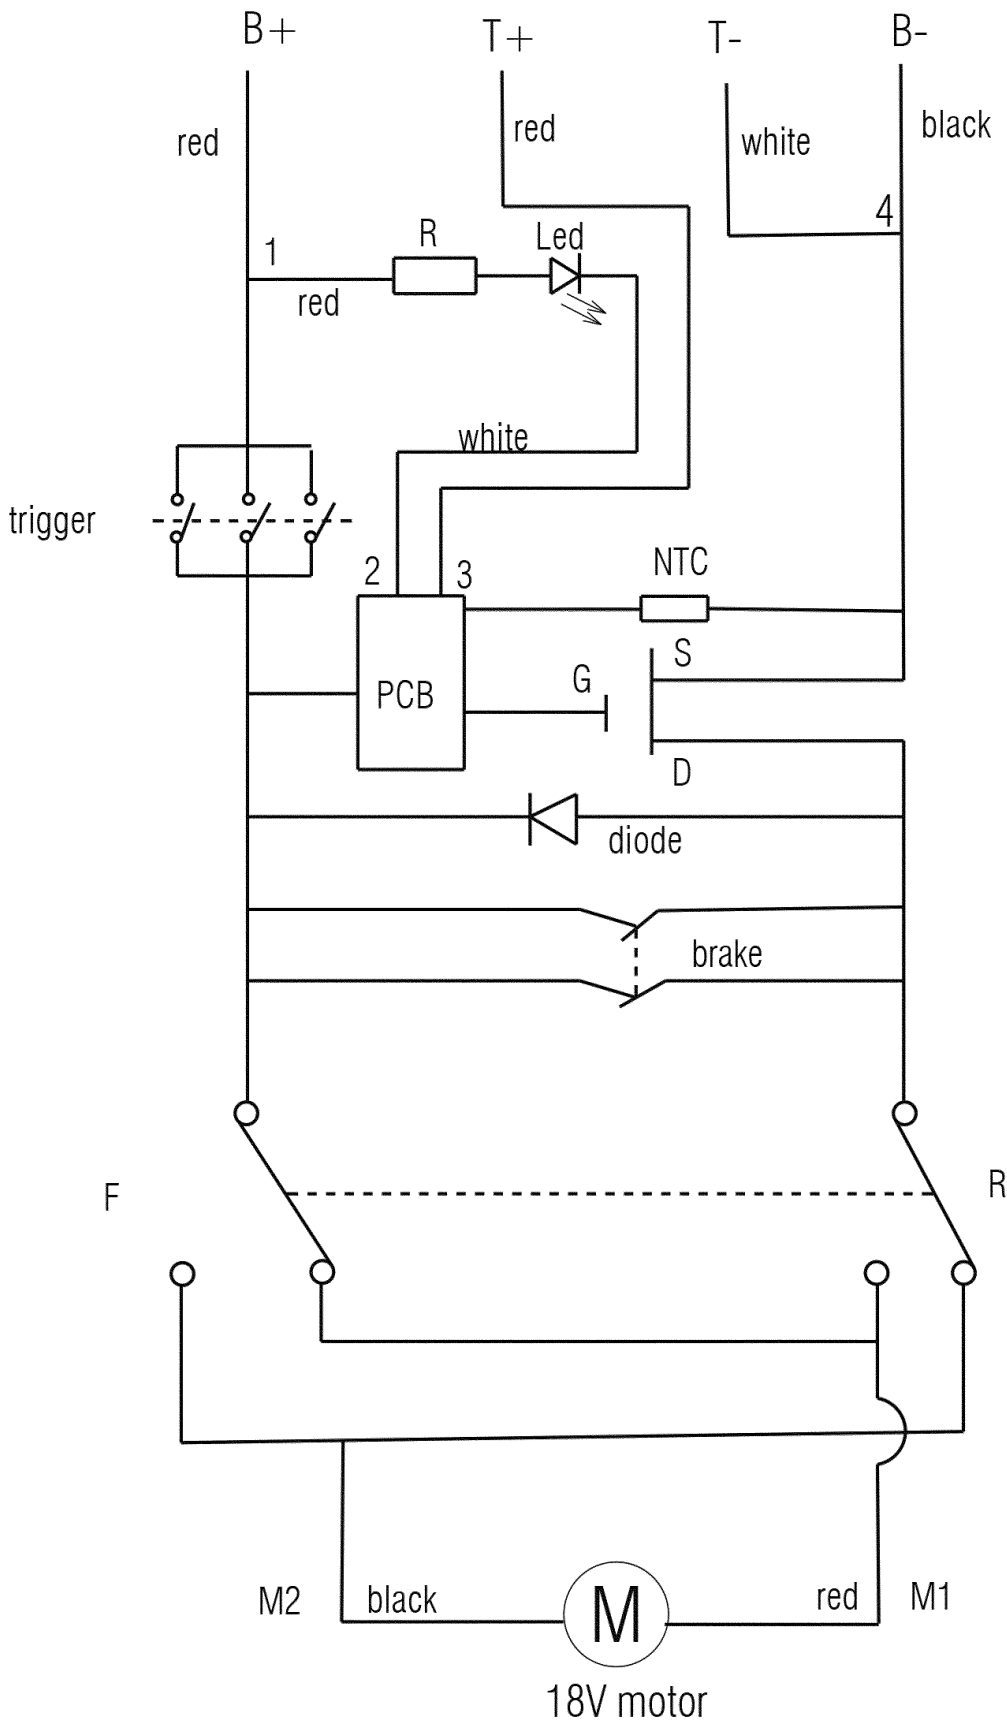 B+
T+
T-
B-
red
red
white
black
4
1
R
Led
red
white
trigger
2
3
NTC
S
G
PCB
D
diode
brake
F
R
M2
black
M
red
M1
18V motor